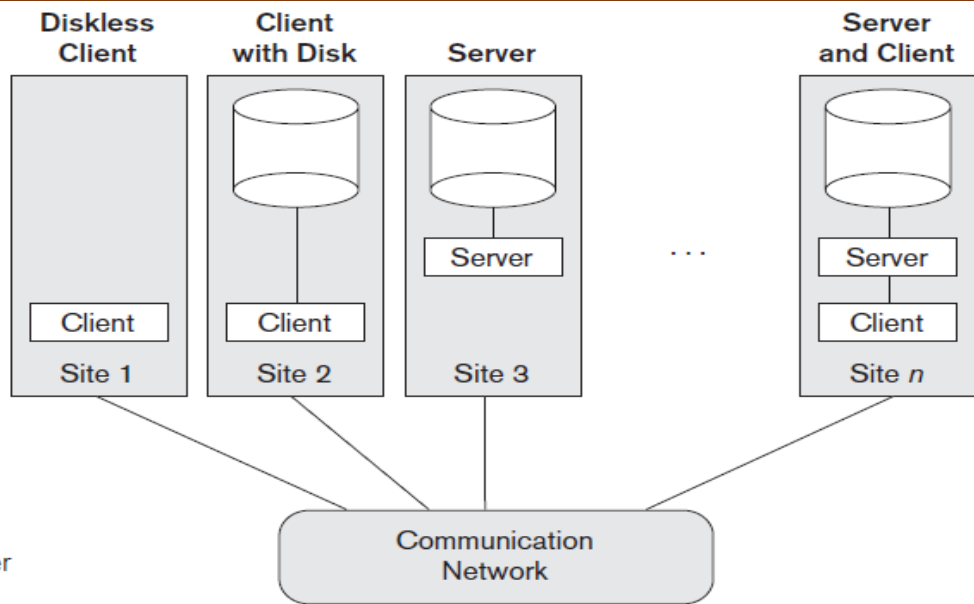 Diskless
Client
Client
with Disk
Server
Server
and Client
Server
. . .
Server
Client
Client
Client
Site 1
Site 2
Site 3
Site n
Communication
Network
er